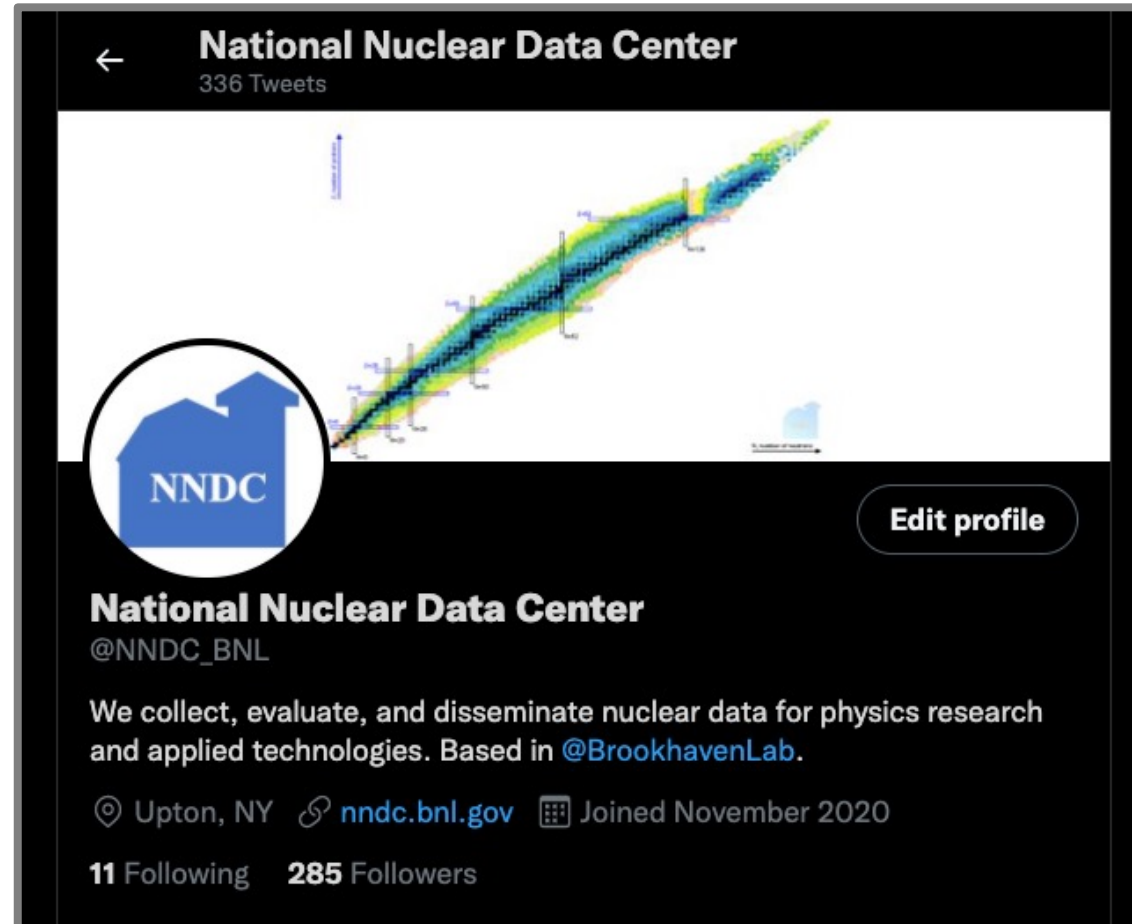 National Nuclear Data Center
336 Tweets
NNDC
Edit profile
National Nuclear Data Center
@NNDC_BNL
We collect, evaluate, and disseminate nuclear data for physics research
and applied technologies. Based in @BrookhavenLab.
Upton, NY nndc.bnl.gov Joined November 2020
11 Following 285 Followers